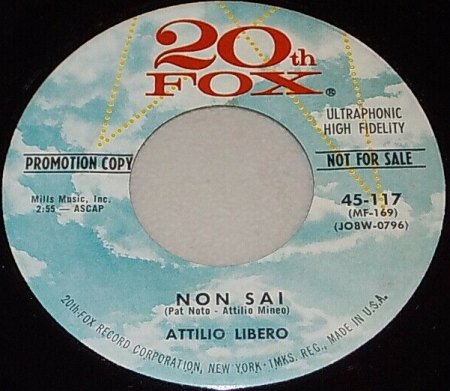 20th
FOX®
ULTRAPHONIC
HIGH FIDELITY
PROMOTION COPY
NOT FOR SALE
Mills Music, Inc.
2:55 — ASCAP
45-117
(MF-169)
(JO8W-0796)
NON SAI
(Pat Noto - Attilio Mineo)
ATTILIO LIBERO
20th-FOX RECORD CORPORATION, NEW YORK - TMKS. REG., MADE IN U.S.A.